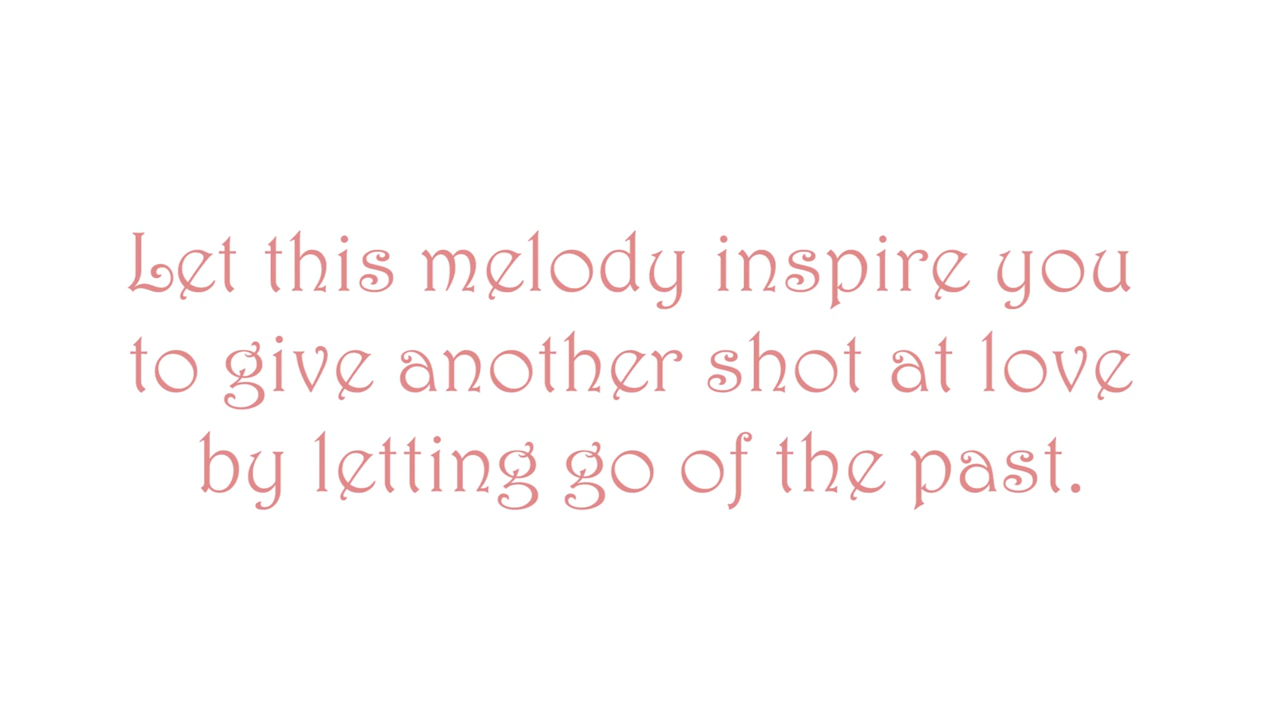 Let this melody inspire you
to give another shot at love
by letting go of the past.